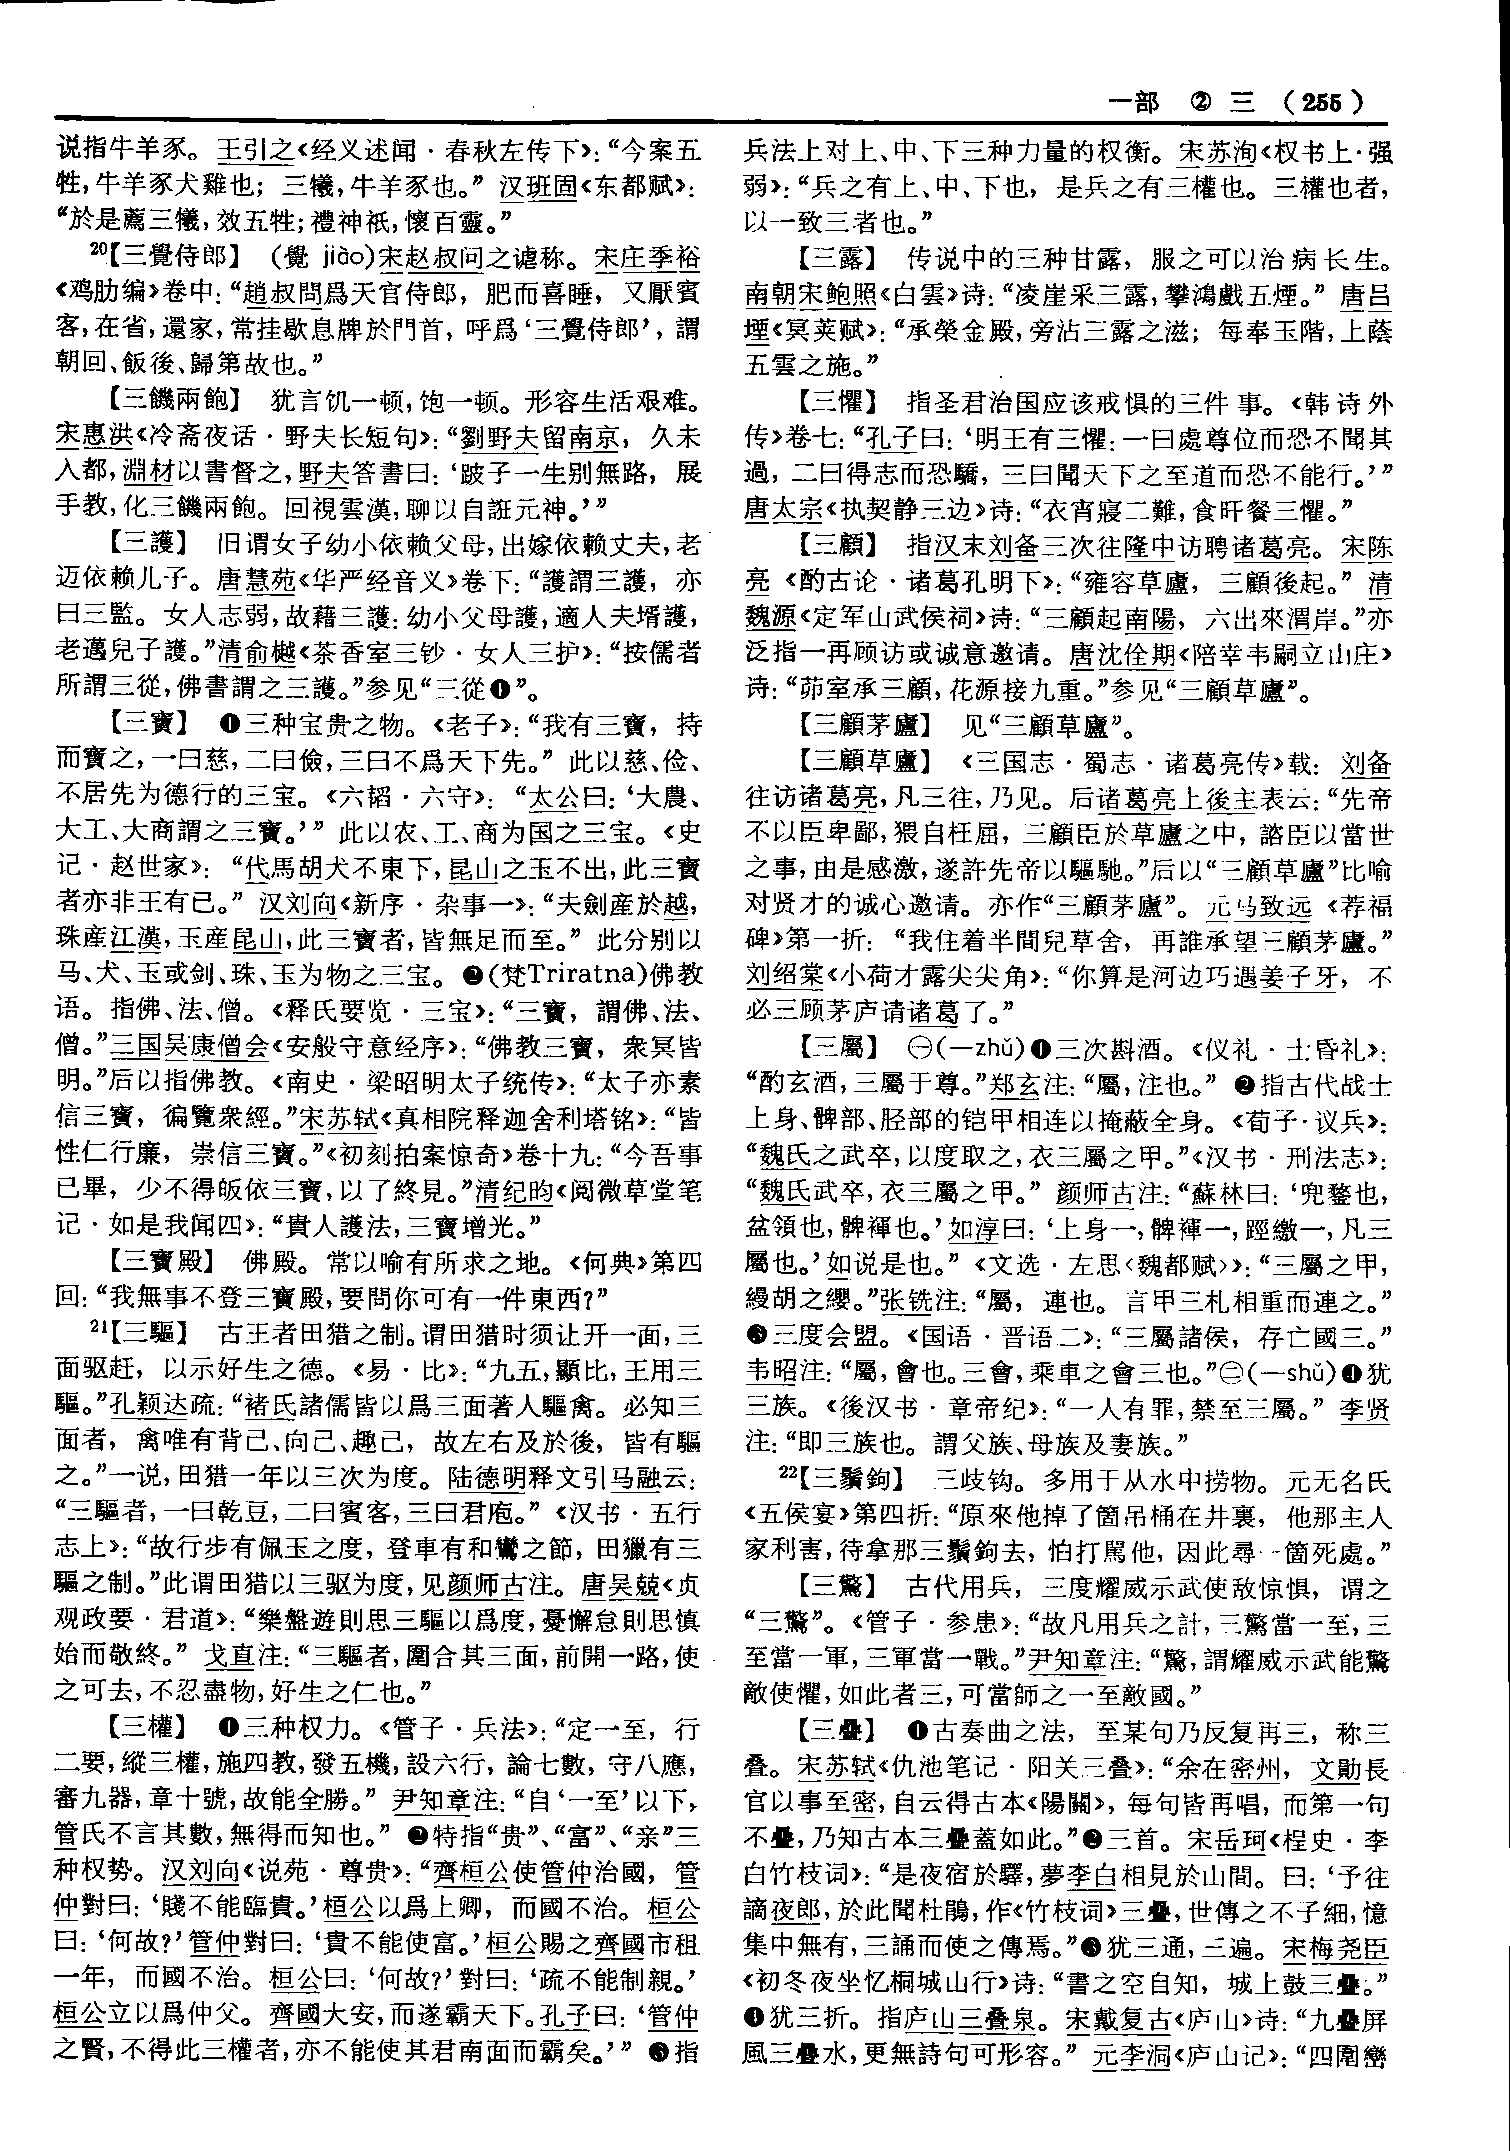 一部 ② 三 (255)
说指牛羊豕。王引之《经义述闻·春秋左传下》:“今案五
牲,牛羊豕犬雞也;三犧,牛羊豕也。”汉班固《东都赋》:
“於是薦三犧,效五牲;禮神祇,懷百靈。”
20【三覺侍郎】 (覺 jiào)宋赵叔问之谑称。宋庄季裕
《鸡肋编》卷中:“趙叔問爲天官侍郎,肥而喜睡,又厭賓
客,在省,還家,常挂歇息牌於門首,呼爲‘三覺侍郎’,謂
朝回、飯後、歸第故也。”
【三饑兩飽】 犹言饥一顿,饱一顿。形容生活艰难。
宋惠洪《冷斋夜话·野夫长短句》:“劉野夫留南京,久未
入都,淵材以書督之,野夫答書曰:‘跛子一生别無路,展
手教,化三饑兩飽。回視雲漢,聊以自誑元神。’”
【三護】 旧谓女子幼小依赖父母,出嫁依赖丈夫,老
迈依赖儿子。唐慧苑《华严经音义》卷下:“護謂三護,亦
曰三監。女人志弱,故藉三護:幼小父母護,適人夫壻護,
老邁兒子護。”清俞樾《茶香室三钞·女人三护》:“按儒者
所謂三從,佛書謂之三護。”参见“三從❶”。
【三寶】 ❶三种宝贵之物。《老子》:“我有三寶,持
而寶之,一曰慈,二曰儉,三曰不爲天下先。”此以慈、俭、
不居先为德行的三宝。《六韬·六守》:“太公曰:‘大農、
大工、大商謂之三寶。’”此以农、工、商为国之三宝。《史
记·赵世家》:“代馬胡犬不東下,昆山之玉不出,此三寶
者亦非王有已。”汉刘向《新序·杂事一》:“夫劍産於越,
珠産江漢,玉産昆山,此三寶者,皆無足而至。”此分别以
马、犬、玉或剑、珠、玉为物之三宝。❷(梵Triratna)佛教
语。指佛、法、僧。《释氏要览·三宝》:“三寶,謂佛、法、
僧。”三国吴康僧会《安般守意经序》:“佛教三寶,衆冥皆
明。”后以指佛教。《南史·梁昭明太子统传》:“太子亦素
信三寶,徧覽衆經。”宋苏轼《真相院释迦舍利塔铭》:“皆
性仁行廉,崇信三寶。”《初刻拍案惊奇》卷十九:“今吾事
已畢,少不得皈依三寶,以了終見。”清纪昀《阅微草堂笔
记·如是我闻四》:“貴人護法,三寶增光。”
【三寶殿】 佛殿。常以喻有所求之地。《何典》第四
回:“我無事不登三寶殿,要問你可有一件東西?”
21【三驅】 古王者田猎之制。谓田猎时须让开一面,三
面驱赶,以示好生之德。《易·比》:“九五,顯比,王用三
驅。”孔颖达疏:“褚氏諸儒皆以爲三面著人驅禽。必知三
面者,禽唯有背己、向己、趣己,故左右及於後,皆有驅
之。”一说,田猎一年以三次为度。陆德明释文引马融云:
“三驅者,一曰乾豆,二曰賓客,三曰君庖。”《汉书·五行
志上》:“故行步有佩玉之度,登車有和鸞之節,田獵有三
驅之制。”此谓田猎以三驱为度,见颜师古注。唐吴兢《贞
观政要·君道》:“樂盤遊則思三驅以爲度,憂懈怠則思慎
始而敬終。”戈直注:“三驅者,圍合其三面,前開一路,使
之可去,不忍盡物,好生之仁也。”
【三權】 ❶三种权力。《管子·兵法》:“定一至,行
二要,縱三權,施四教,發五機,設六行,論七數,守八應,
審九器,章十號,故能全勝。”尹知章注:“自‘一至’以下,
管氏不言其數,無得而知也。”❷特指“贵”、“富”、“亲”三
种权势。汉刘向《说苑·尊贵》:“齊桓公使管仲治國,管
仲對曰:‘賤不能臨貴。’桓公以爲上卿,而國不治。桓公
曰:‘何故?’管仲對曰:‘貴不能使富。’桓公賜之齊國市租
一年,而國不治。桓公曰:‘何故?’對曰:‘疏不能制親。’
桓公立以爲仲父。齊國大安,而遂霸天下。孔子曰:‘管仲
之賢,不得此三權者,亦不能使其君南面而霸矣。’”❸指
兵法上对上、中、下三种力量的权衡。宋苏洵《权书上·强
弱》:“兵之有上、中、下也,是兵之有三權也。三權也者,
以一致三者也。”
【三露】 传说中的三种甘露,服之可以治病长生。
南朝宋鲍照《白雲》诗:“凌崖采三露,攀鴻戲五煙。”唐吕
堙《冥荚赋》:“承榮金殿,旁沾三露之滋;每奉玉階,上蔭
五雲之施。”
【三懼】 指圣君治国应该戒惧的三件事。《韩诗外
传》卷七:“孔子曰:‘明王有三懼:一曰處尊位而恐不聞其
過,二曰得志而恐驕,三曰聞天下之至道而恐不能行。’”
唐太宗《执契静三边》诗:“衣宵寢二難,食旰餐三懼。”
【三顧】 指汉末刘备三次往隆中访聘诸葛亮。宋陈
亮《酌古论·诸葛孔明下》:“雍容草廬,三顧後起。”清
魏源《定军山武侯祠》诗:“三顧起南陽,六出來渭岸。”亦
泛指一再顾访或诚意邀请。唐沈佺期《陪幸韦嗣立山庄》
诗:“茆室承三顧,花源接九重。”参见“三顧草廬”。
【三顧茅廬】 见“三顧草廬”。
【三顧草廬】 《三国志·蜀志·诸葛亮传》载:刘备
往访诸葛亮,凡三往,乃见。后诸葛亮上後主表云:“先帝
不以臣卑鄙,猥自枉屈,三顧臣於草廬之中,諮臣以當世
之事,由是感激,遂許先帝以驅馳。”后以“三顧草廬”比喻
对贤才的诚心邀请。亦作“三顧茅廬”。元马致远《荐福
碑》第一折:“我住着半間兒草舍,再誰承望三顧茅廬。”
刘绍棠《小荷才露尖尖角》:“你算是河边巧遇姜子牙,不
必三顾茅庐请诸葛了。”
【三屬】 ㊀(—zhǔ)❶三次斟酒。《仪礼·士昏礼》:
“酌玄酒,三屬于尊。”郑玄注:“屬,注也。”❷指古代战士
上身、髀部、胫部的铠甲相连以掩蔽全身。《荀子·议兵》:
“魏氏之武卒,以度取之,衣三屬之甲。”《汉书·刑法志》:
“魏氏武卒,衣三屬之甲。”颜师古注:“蘇林曰:‘兜鍪也,
盆領也,髀褌也。’如淳曰:‘上身一,髀褌一,踁繳一,凡三
屬也。’如说是也。”《文选·左思〈魏都赋〉》:“三屬之甲,
縵胡之纓。”张铣注:“屬,連也。言甲三札相重而連之。”
❸三度会盟。《国语·晋语二》:“三屬諸侯,存亡國三。”
韦昭注:“屬,會也。三會,乘車之會三也。”㊁(—shǔ)❶犹
三族。《後汉书·章帝纪》:“一人有罪,禁至三屬。”李贤
注:“即三族也。謂父族、母族及妻族。”
22【三鬚鉤】 三歧钩。多用于从水中捞物。元无名氏
《五侯宴》第四折:“原來他掉了箇吊桶在井裏,他那主人
家利害,待拿那三鬚鉤去,怕打駡他,因此尋一箇死處。”
【三驚】 古代用兵,三度耀威示武使敌惊惧,谓之
“三驚”。《管子·参患》:“故凡用兵之計,三驚當一至,三
至當一軍,三軍當一戰。”尹知章注:“驚,謂耀威示武能驚
敵使懼,如此者三,可當師之一至敵國。”
【三疊】 ❶古奏曲之法,至某句乃反复再三,称三
叠。宋苏轼《仇池笔记·阳关三叠》:“余在密州,文勛長
官以事至密,自云得古本《陽關》,每句皆再唱,而第一句
不疊,乃知古本三疊蓋如此。”❷三首。宋岳珂《桯史·李
白竹枝词》:“是夜宿於驛,夢李白相見於山間。曰:‘予往
謫夜郎,於此聞杜鵑,作《竹枝词》三疊,世傳之不子細,憶
集中無有,三誦而使之傳焉。”❸犹三通,三遍。宋梅尧臣
《初冬夜坐忆桐城山行》诗:“書之空自知,城上鼓三疊。”
❹犹三折。指庐山三叠泉。宋戴复古《庐山》诗:“九疊屏
風三疊水,更無詩句可形容。”元李洞《庐山记》:“四圍巒